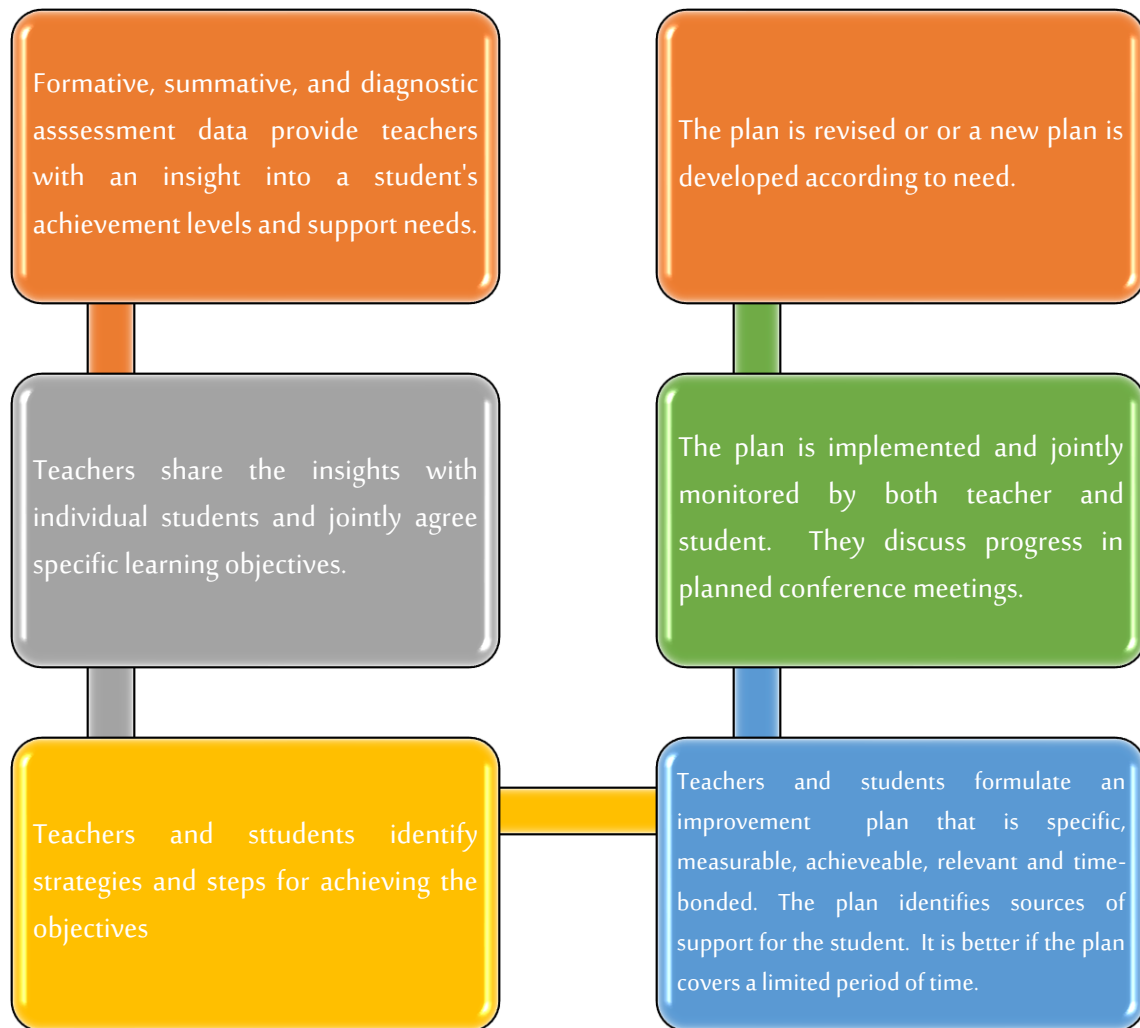 Formative, summative, and diagnostic
asssessment data provide teachers
with an insight into a student's
achievement levels and support needs.
Teachers share the insights with
individual students and jointly agree
specific learning objectives.
Teachers and sttudents identify
strategies and steps for achieving the
objectives
Teachers and students formulate an
improvement plan that is specific,
measurable, achieveable, relevant and time-
bonded. The plan identifies sources of
support for the student. It is better if the plan
covers a limited period of time.
The plan is implemented and jointly
monitored by both teacher and
student. They discuss progress in
planned conference meetings.
The plan is revised or or a new plan is
developed according to need.